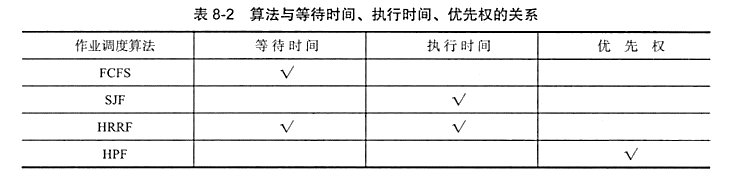 表 8-2 算法与等待时间、执行时间、优先权的关系
作业调度算法 等待时间 执行时间 优先权
FCFS √
SJF √
HRRF √ √
HPF √